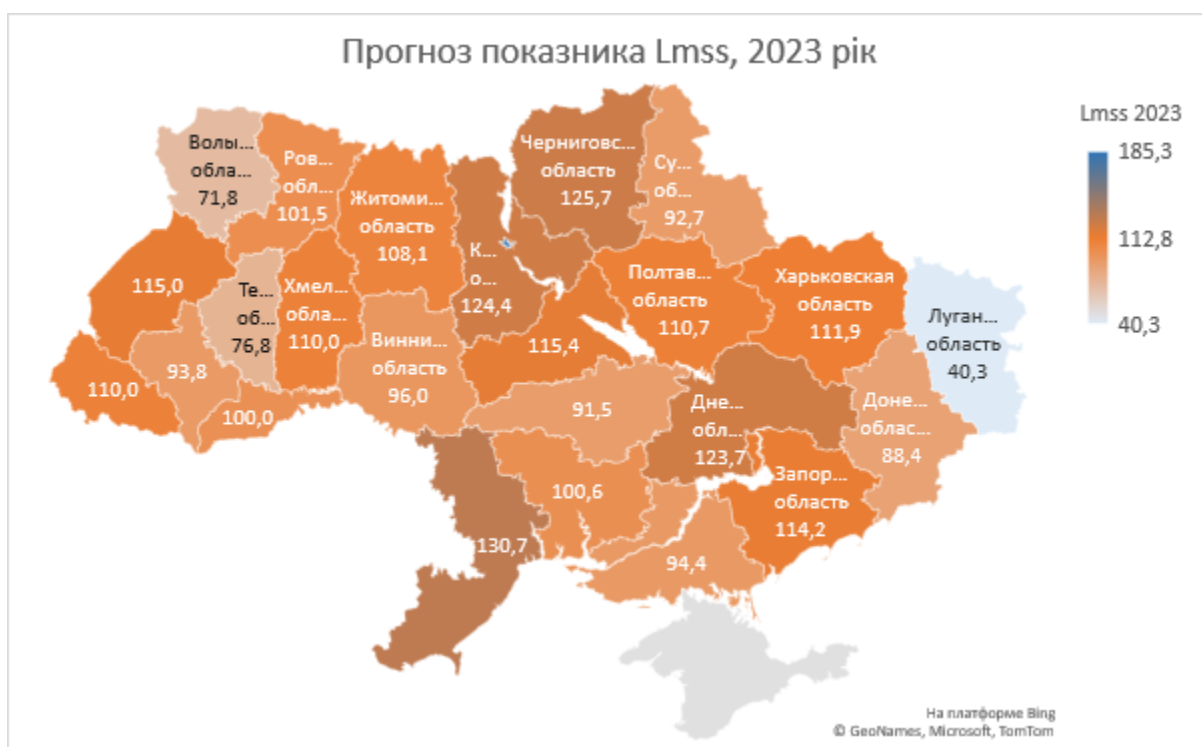 Прогноз показника Lmss, 2023 рік
Lmss 2023
185,3
112,8
40,3
Волы...
обла...
71,8
Ров...
обл...
101,5
Житоми...
область
108,1
К...
о...
124,4
Черниговс...
область
125,7
Су...
об...
92,7
115,0
Те...
об...
76,8
Хмел...
обла...
110,0
Винни...
область
96,0
115,4
Полтав...
область
110,7
Харьковская
область
111,9
Луган...
область
40,3
110,0
93,8
100,0
91,5
Дне...
обл...
123,7
Доне...
облас...
88,4
Запор...
область
114,2
100,6
130,7
94,4
На платформе Bing
© GeoNames, Microsoft, TomTom